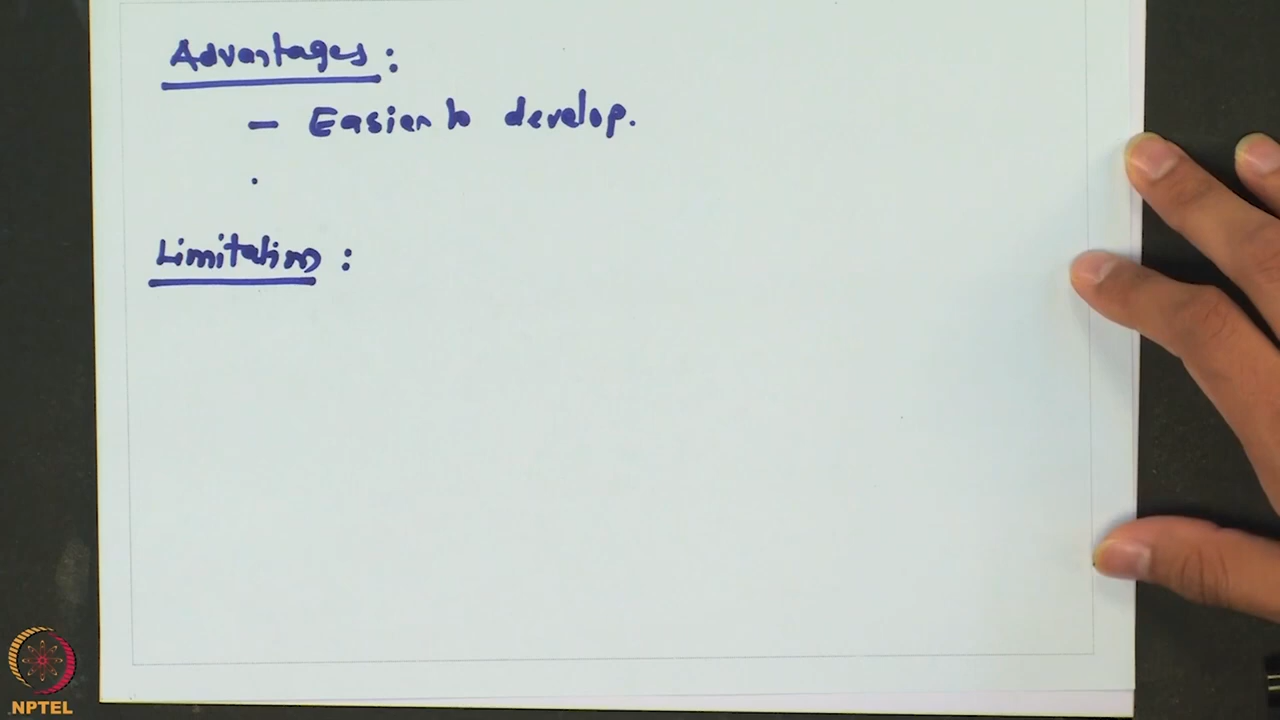 Advantages :
- Easier to develop.
.
Limitations :
NPTEL